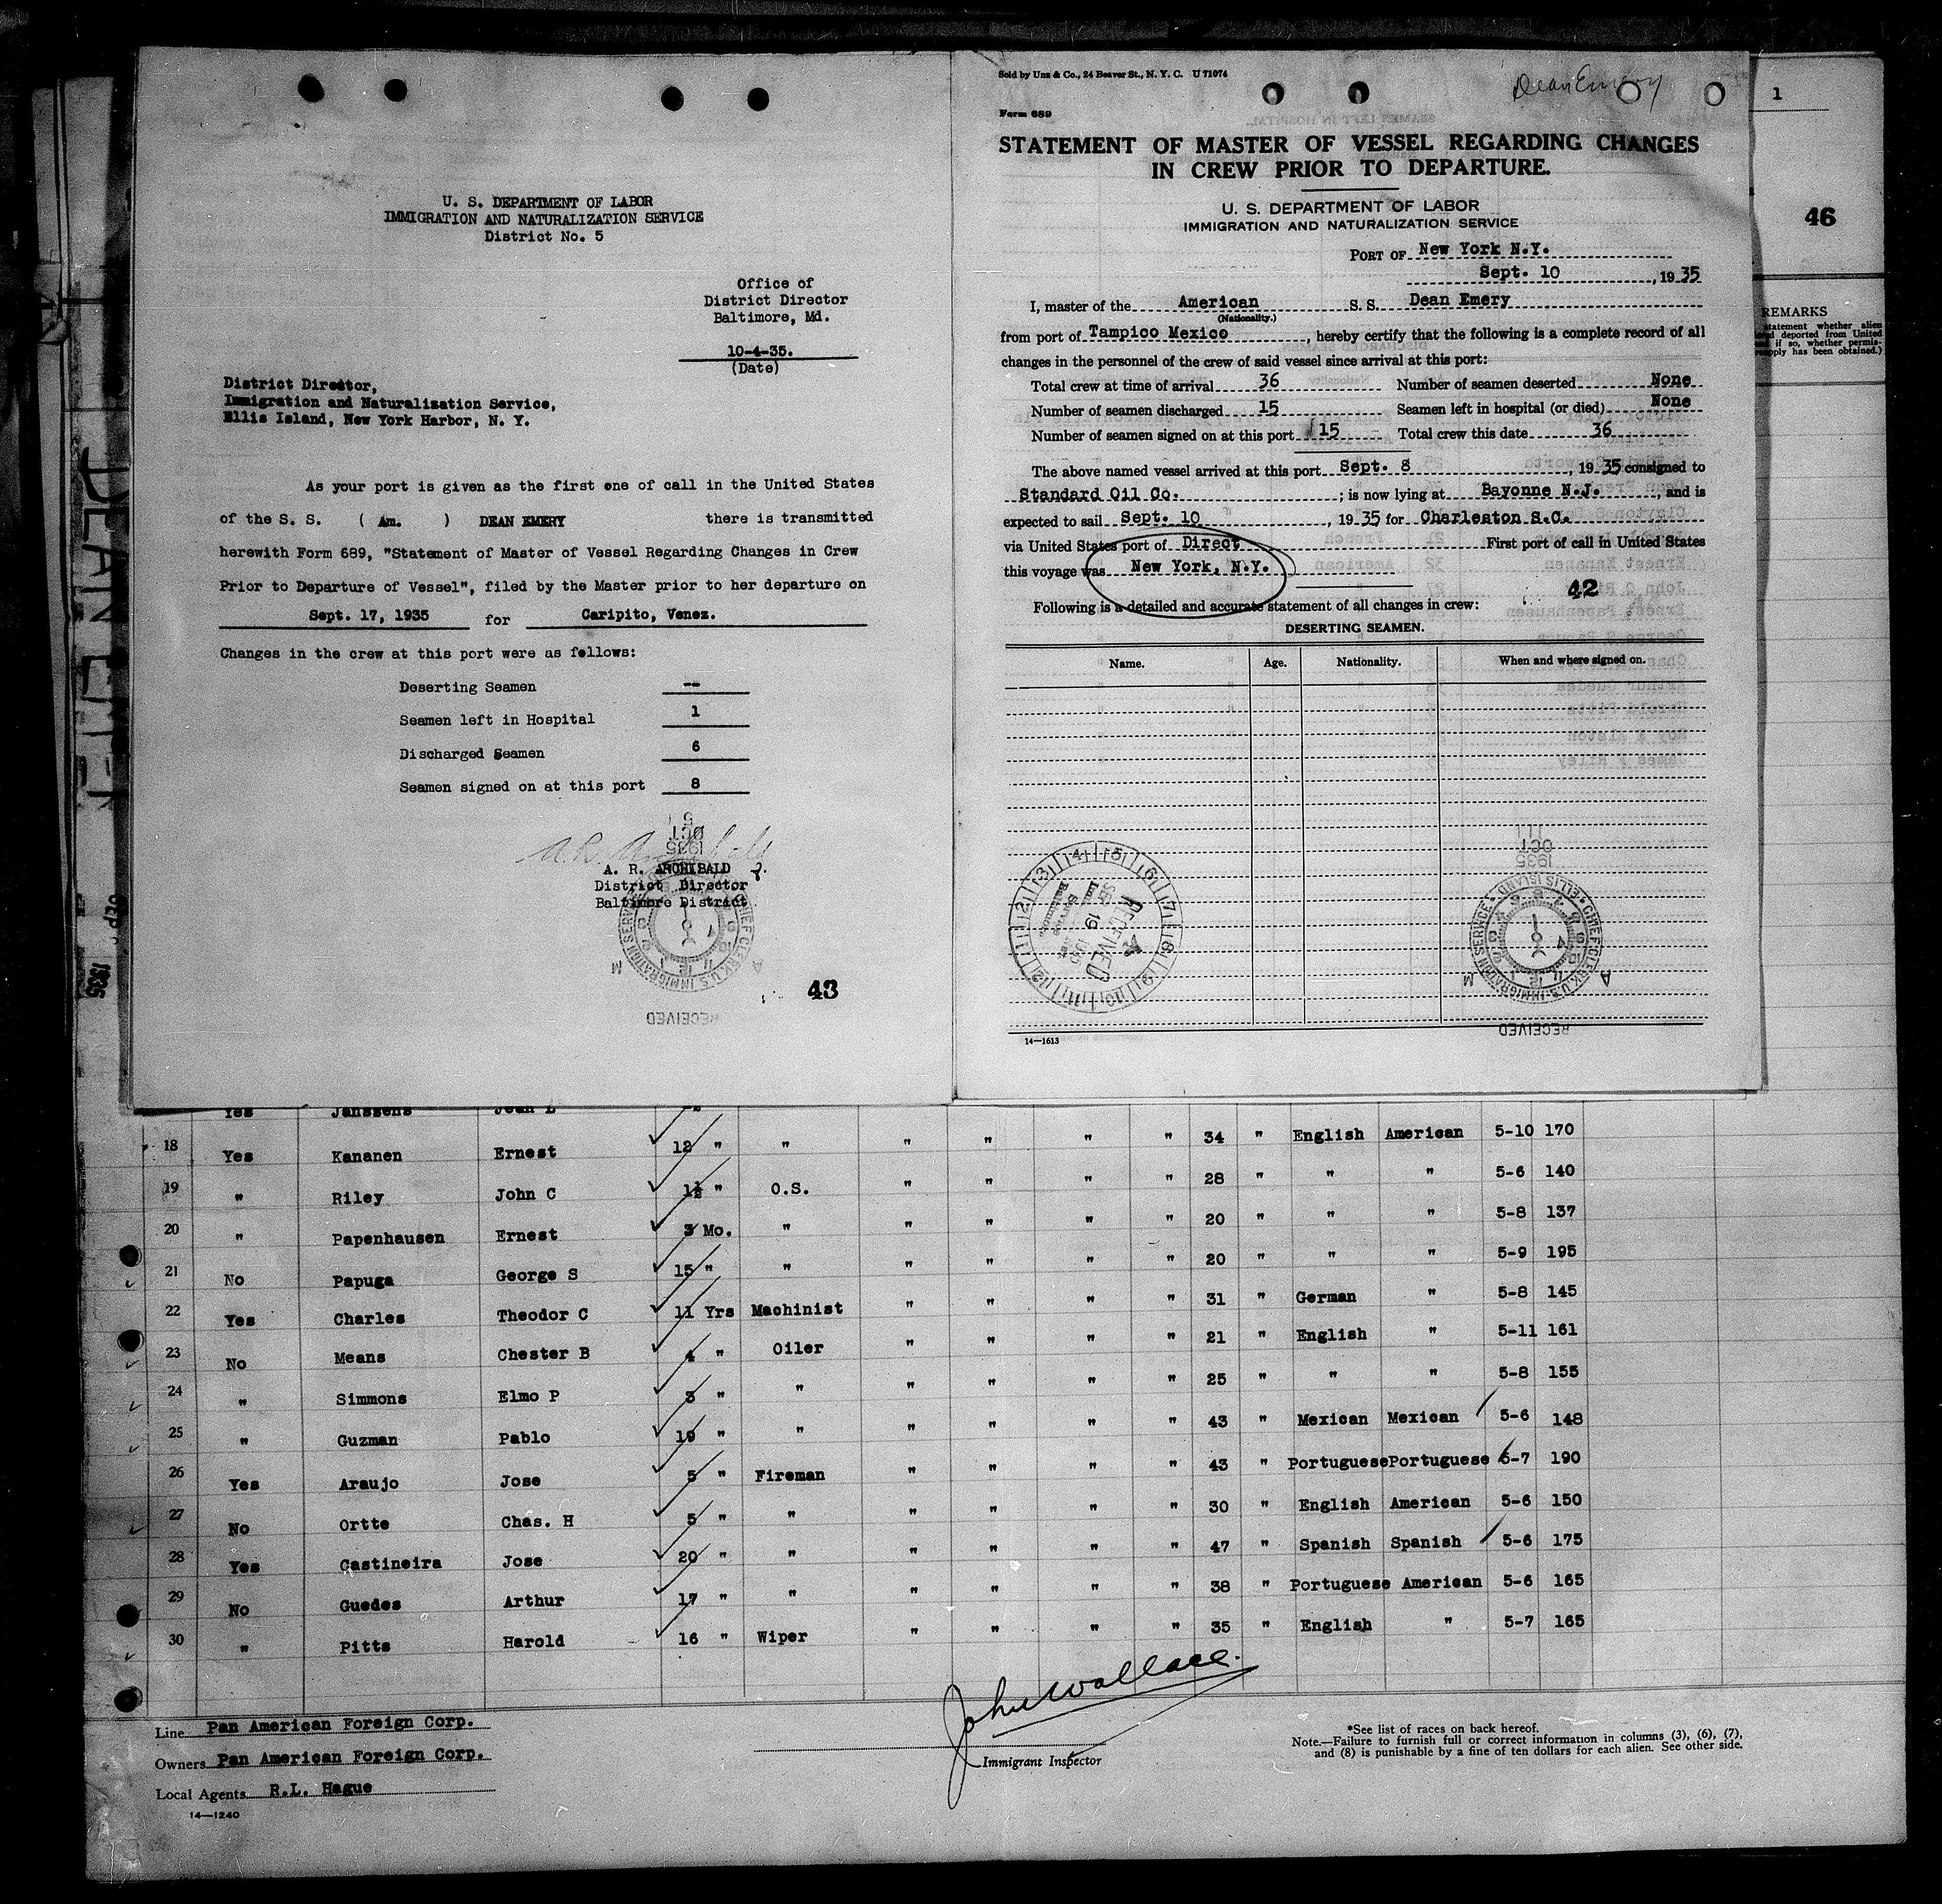 U. S. DEPARTMENT OF LABOR
IMMIGRATION AND NATURALIZATION SERVICE
District No. 5
Office of
District Director
Baltimore, Md.
10-4-35.
(Date)
District Director,
Immigration and Naturalization Service,
Ellis Island, New York Harbor, N. Y.
As your port is given as the first one of call in the United States
of the S. S. ( Am. ) DEAN EMERY there is transmitted
herewith Form 689, "Statement of Master of Vessel Regarding Changes in Crew
Prior to Departure of Vessel", filed by the Master prior to her departure on
Sept. 17, 1935 for Caripito, Venez.
Changes in the crew at this port were as follows:
Deserting Seamen --
Seamen left in Hospital 1
Discharged Seamen 6
Seamen signed on at this port 8
A. R. ARCHIBALD
District Director
Baltimore District
43
RECEIVED
Sold by Unz & Co., 24 Beaver St., N. Y. C. U 71074
Dean Emery
Form 689
STATEMENT OF MASTER OF VESSEL REGARDING CHANGES
IN CREW PRIOR TO DEPARTURE.
U. S. DEPARTMENT OF LABOR
IMMIGRATION AND NATURALIZATION SERVICE
PORT OF New York N.Y.
Sept. 10, 1935
I, master of the American S. S. Dean Emery
(Nationality.)
from port of Tampico Mexico, hereby certify that the following is a complete record of all
changes in the personnel of the crew of said vessel since arrival at this port:
Total crew at time of arrival 36 Number of seamen deserted None
Number of seamen discharged 15 Seamen left in hospital (or died) None
Number of seamen signed on at this port 15 Total crew this date 36
The above named vessel arrived at this port Sept. 8, 1935 consigned to
Standard Oil Co.; is now lying at Bayonne N.J., and is
expected to sail Sept. 10, 1935 for Charleston S.C.
via United States port of Direct First port of call in United States
this voyage was New York, N.Y.
42
Following is a detailed and accurate statement of all changes in crew:
DESERTING SEAMEN.
Name. Age. Nationality. When and where signed on.
RECEIVED
RECEIVED
14—1613
1
46
REMARKS
DEAN EMERY
1935
Yes Janssens Jean L
18 Yes Kananen Ernest 12 " " " " " " 34 " English American 5-10 170
19 " Riley John C 1½ " O.S. " " " " 28 " " " 5-6 140
20 " Papenhausen Ernest 3 Mo. " " " " " 20 " " " 5-8 137
21 No Papuga George S 15 " " " " " " 20 " " " 5-9 195
22 Yes Charles Theodor C 11 Yrs Machinist " " " " 31 " German " 5-8 145
23 No Means Chester B 4 " Oiler " " " " 21 " English " 5-11 161
24 " Simmons Elmo P 3 " " " " " " 25 " " " 5-8 155
25 " Guzman Pablo 19 " " " " " " 43 " Mexican Mexican 5-6 148
26 Yes Araujo Jose 5 " Fireman " " " " 43 " Portuguese Portuguese 5-7 190
27 No Ortte Chas. H 5 " " " " " " 30 " English American 5-6 150
28 Yes Castineira Jose 20 " " " " " " 47 " Spanish Spanish 5-6 175
29 No Guedes Arthur 17 " " " " " " 38 " Portuguese American 5-6 165
30 " Pitts Harold 16 " Wiper " " " " 35 " English " 5-7 165
John Wallace.
Immigrant Inspector
Line Pan American Foreign Corp.
Owners Pan American Foreign Corp.
Local Agents R.L. Hague
14—1240
*See list of races on back hereof.
Note.—Failure to furnish full or correct information in columns (3), (6), (7),
and (8) is punishable by a fine of ten dollars for each alien. See other side.